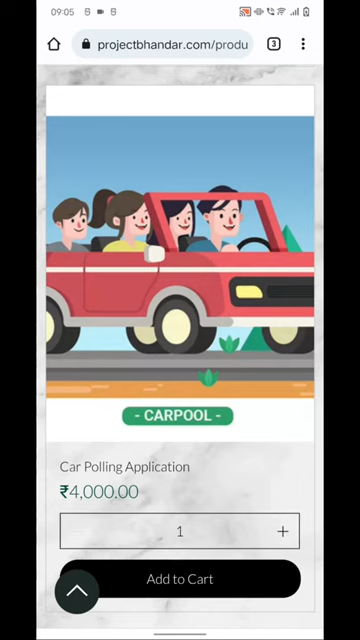 09:05
3
projectbhandar.com/produ
- CARPOOL -
Car Polling Application
₹4,000.00
1 +
Add to Cart